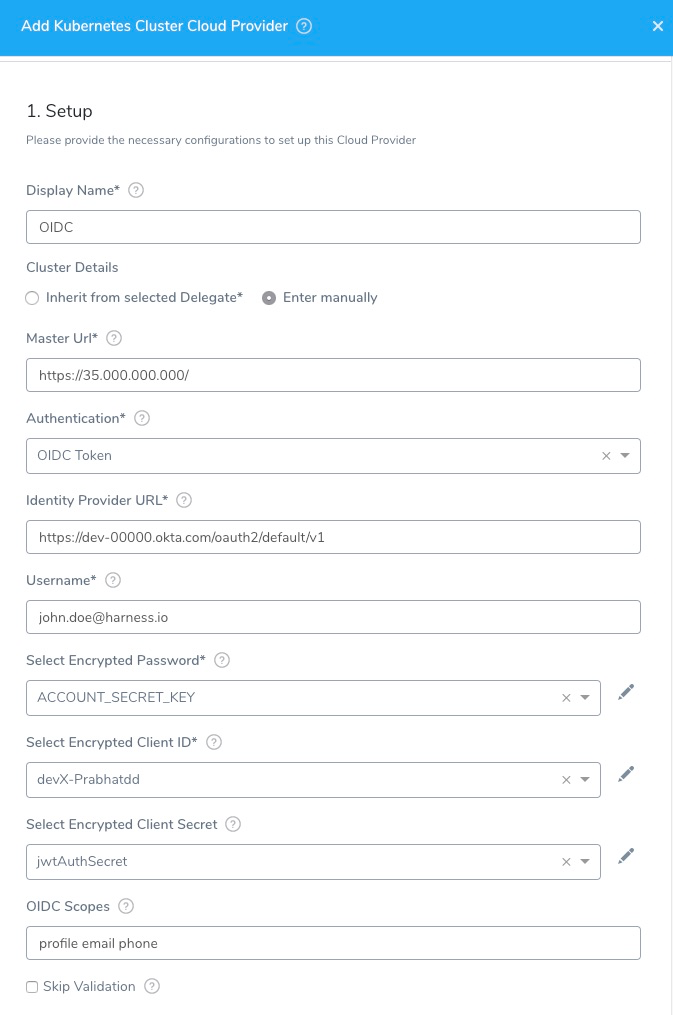 Add Kubernetes Cluster Cloud Provider ?
×
1. Setup
Please provide the necessary configurations to set up this Cloud Provider
Display Name* ?
OIDC
Cluster Details
Inherit from selected Delegate* Enter manually
Master Url* ?
https://35.000.000.000/
Authentication* ?
OIDC Token ×
Identity Provider URL* ?
https://dev-00000.okta.com/oauth2/default/v1
Username* ?
john.doe@harness.io
Select Encrypted Password* ?
ACCOUNT_SECRET_KEY ×
Select Encrypted Client ID* ?
devX-Prabhatdd ×
Select Encrypted Client Secret ?
jwtAuthSecret ×
OIDC Scopes ?
profile email phone
Skip Validation ?